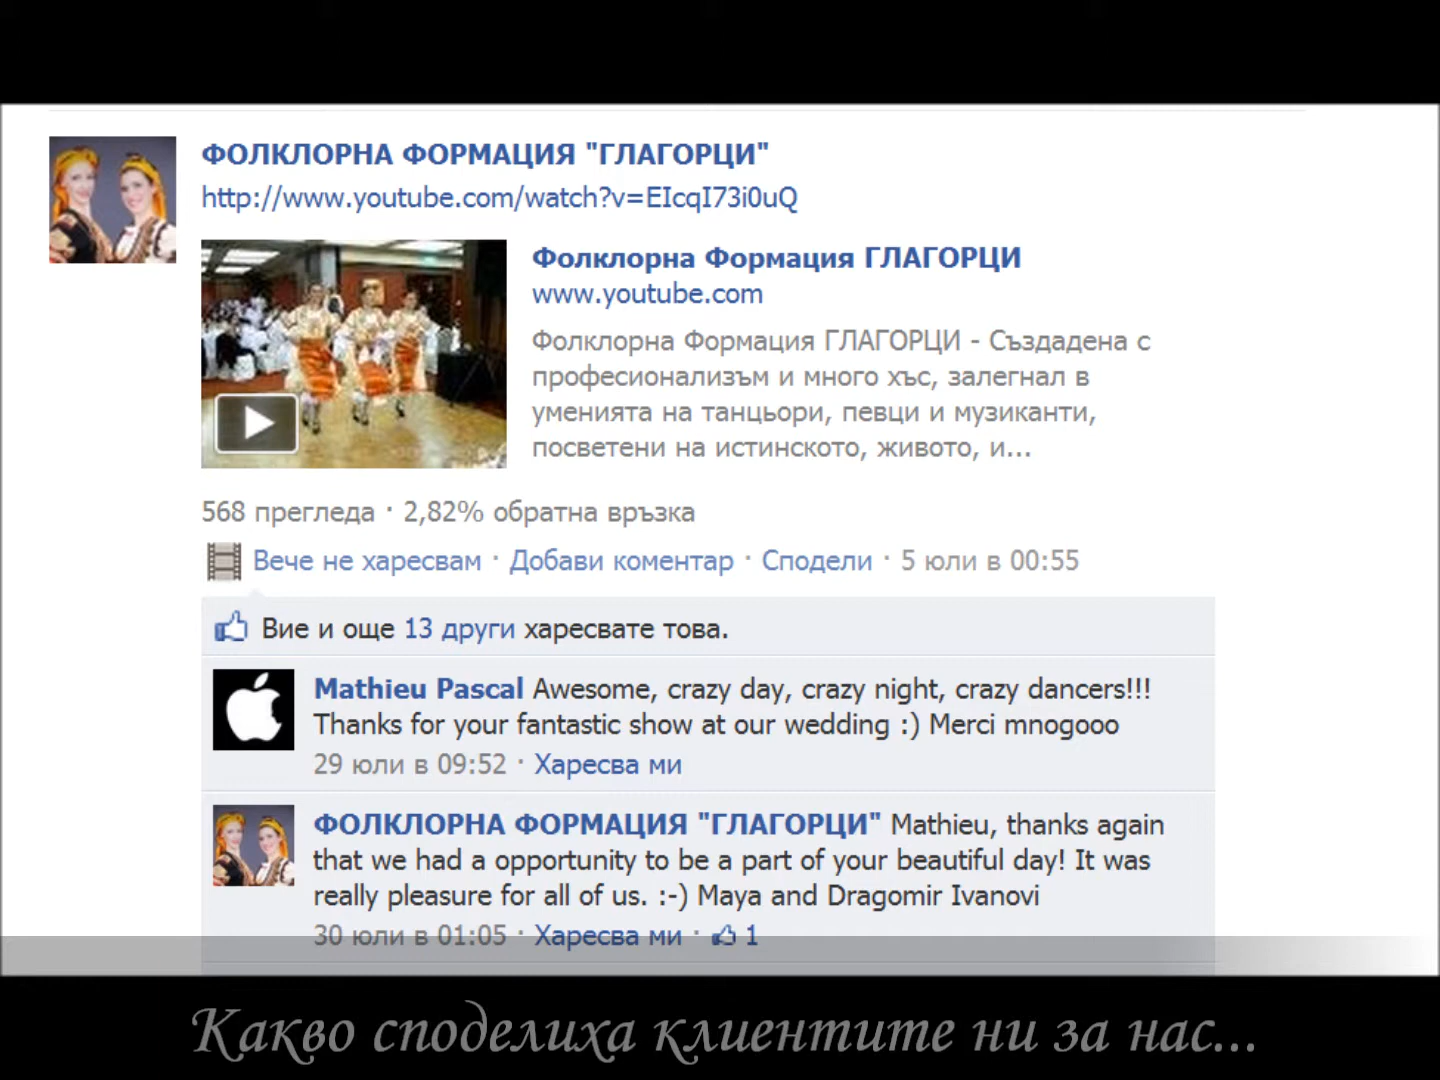 ФОЛКЛОРНА ФОРМАЦИЯ "ГЛАГОРЦИ"
http://www.youtube.com/watch?v=EIcqI73i0uQ
Фолклорна Формация ГЛАГОРЦИ
www.youtube.com
Фолклорна Формация ГЛАГОРЦИ - Създадена с
професионализъм и много хъс, залегнал в
уменията на танцьори, певци и музиканти,
посветени на истинското, живото, и...
568 прегледа · 2,82% обратна връзка
Вече не харесвам · Добави коментар · Сподели · 5 юли в 00:55
Вие и още 13 други харесвате това.
Mathieu Pascal Awesome, crazy day, crazy night, crazy dancers!!!
Thanks for your fantastic show at our wedding :) Merci mnogooo
29 юли в 09:52 · Харесва ми
ФОЛКЛОРНА ФОРМАЦИЯ "ГЛАГОРЦИ" Mathieu, thanks again
that we had a opportunity to be a part of your beautiful day! It was
really pleasure for all of us. :-) Maya and Dragomir Ivanovi
30 юли в 01:05 · Харесва ми · 1
Какво споделиха клиентите ни за нас...